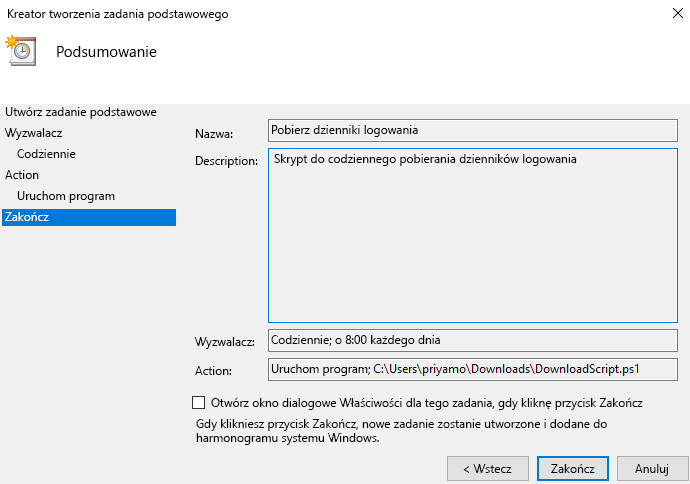 Kreator tworzenia zadania podstawowego
Podsumowanie
Utwórz zadanie podstawowe
Wyzwalacz
Codziennie
Action
Uruchom program
Zakończ
Nazwa: Pobierz dzienniki logowania
Description: Skrypt do codziennego pobierania dzienników logowania
Wyzwalacz: Codziennie; o 8:00 każdego dnia
Action: Uruchom program; C:\Users\priyamo\Downloads\DownloadScript.ps1
Otwórz okno dialogowe Właściwości dla tego zadania, gdy kliknę przycisk Zakończ
Gdy klikniesz przycisk Zakończ, nowe zadanie zostanie utworzone i dodane do
harmonogramu systemu Windows.
< Wstecz Zakończ Anuluj